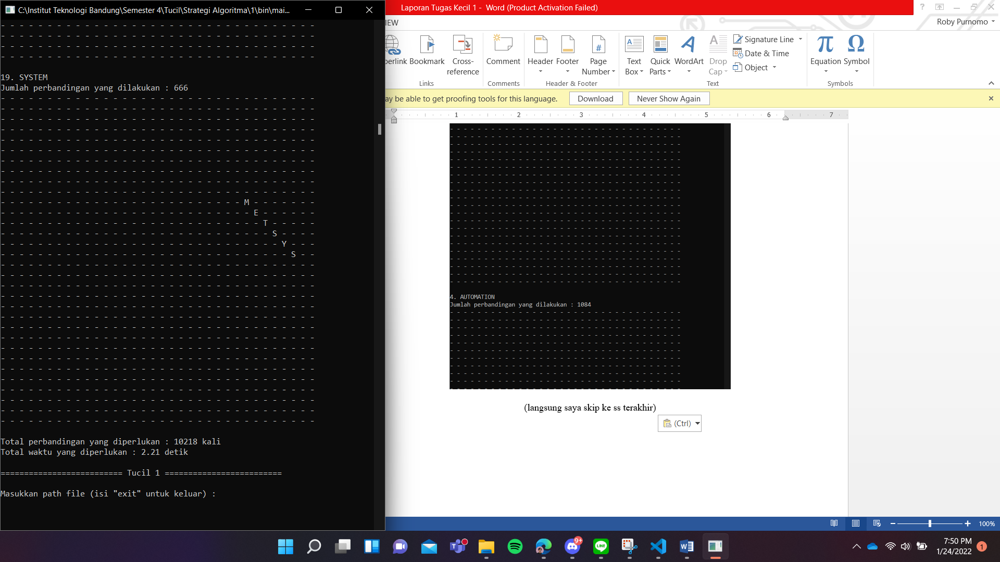 C:\Institut Teknologi Bandung\Semester 4\Tucil\Strategi Algoritma\1\bin\mai...
19. SYSTEM
Jumlah perbandingan yang dilakukan : 666
M
E
T
S
Y
S
Total perbandingan yang diperlukan : 10218 kali
Total waktu yang diperlukan : 2.21 detik
========================== Tucil 1 =========================
Masukkan path file (isi "exit" untuk keluar) :
Laporan Tugas Kecil 1 - Word (Product Activation Failed)
IEW
Roby Purnomo
erlink
Bookmark
Cross-
reference
Comment
Header
Footer
Page
Number
Text
Box
Quick
Parts
WordArt
Drop
Cap
Signature Line
Date & Time
Object
Equation
Symbol
Links
Comments
Header & Footer
Text
Symbols
ay be able to get proofing tools for this language.
Download
Never Show Again
1 2 3 4 5 6 7
4. AUTOMATION
Jumlah perbandingan yang dilakukan : 1084
(langsung saya skip ke ss terakhir)
(Ctrl)
100%
9+
7:50 PM
1/24/2022
1